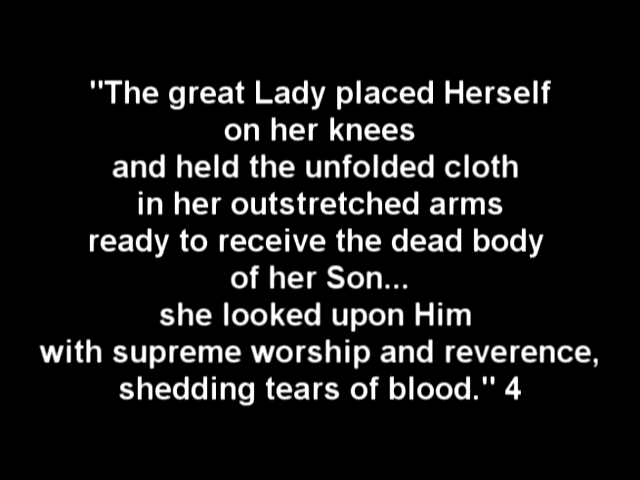 "The great Lady placed Herself
on her knees
and held the unfolded cloth
in her outstretched arms
ready to receive the dead body
of her Son...
she looked upon Him
with supreme worship and reverence,
shedding tears of blood." 4